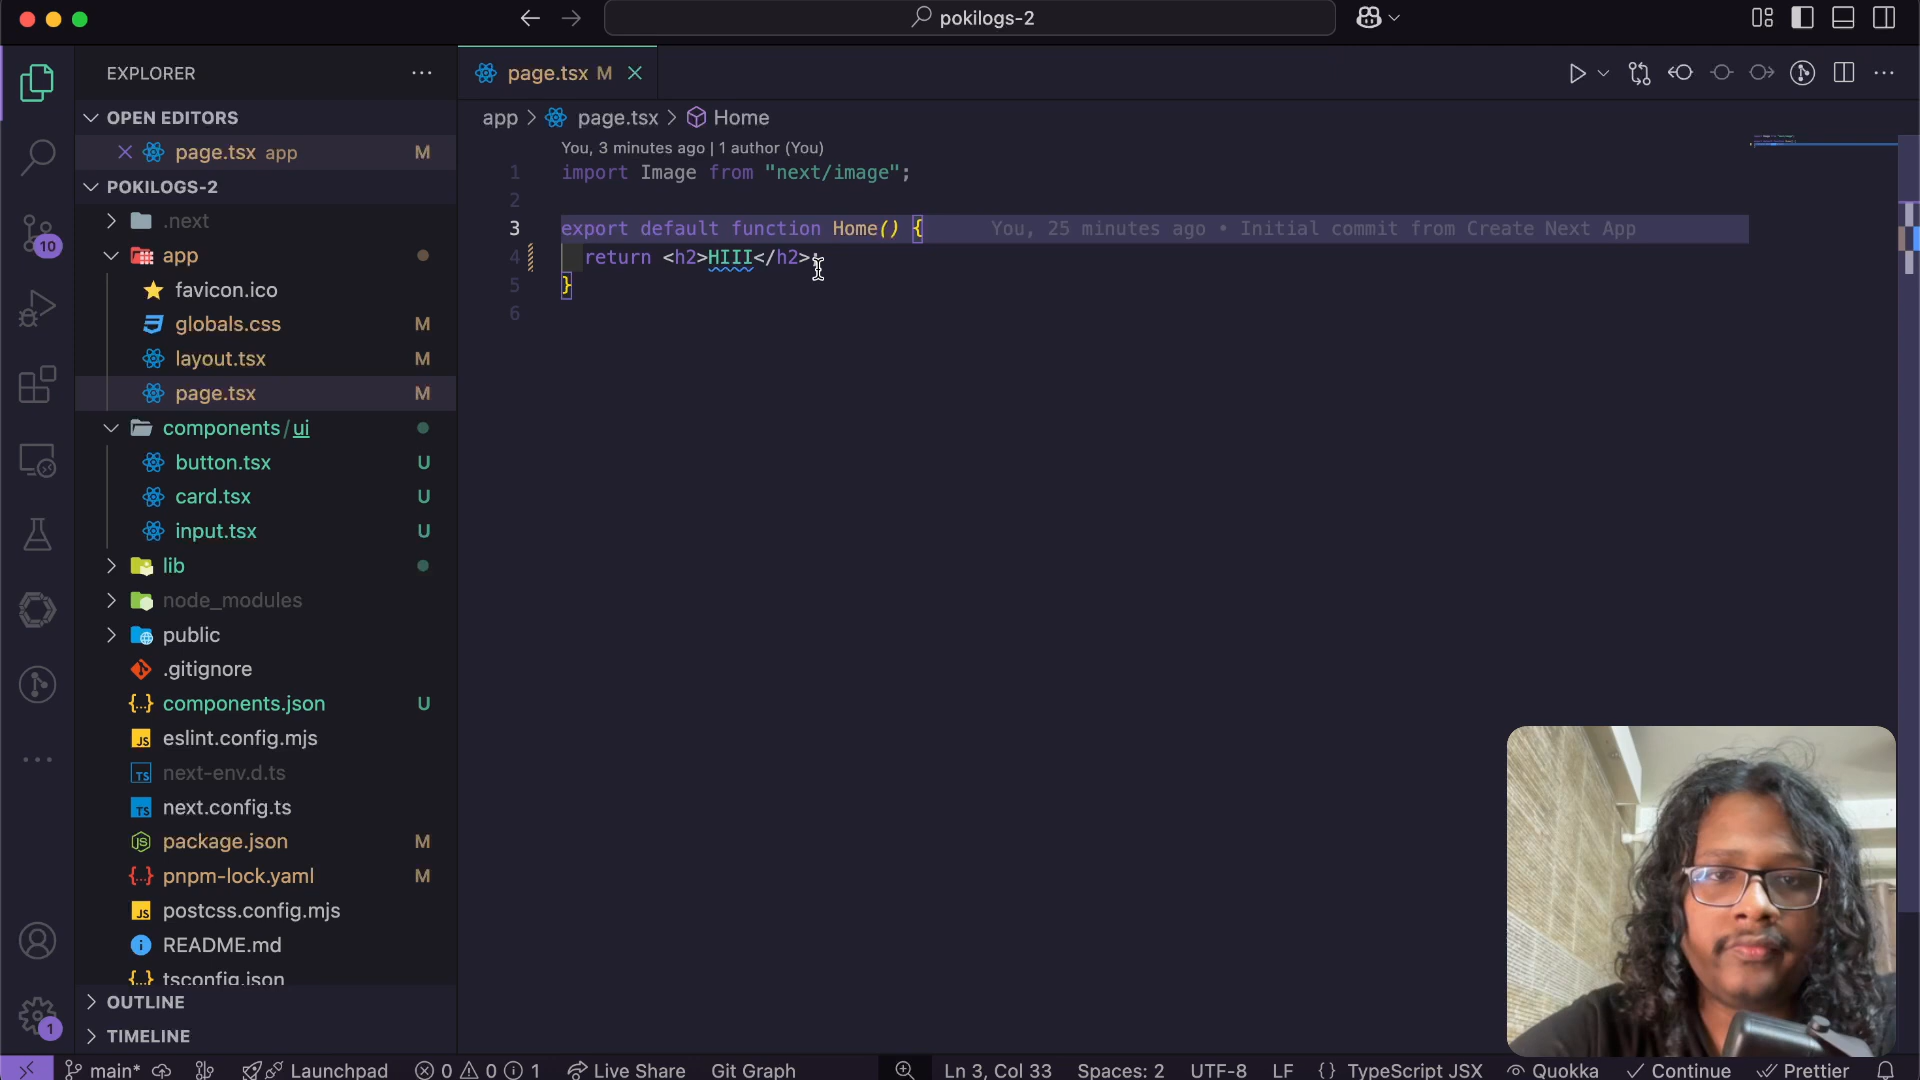 pokilogs-2
EXPLORER
OPEN EDITORS
page.tsx app M
POKILOGS-2
.next
app
favicon.ico
globals.css M
layout.tsx M
page.tsx M
components/ui
button.tsx U
card.tsx U
input.tsx U
lib
node_modules
public
.gitignore
components.json U
eslint.config.mjs
next-env.d.ts
next.config.ts
package.json M
pnpm-lock.yaml M
postcss.config.mjs
README.md
tsconfig.json
OUTLINE
TIMELINE
10
1
page.tsx M
app > page.tsx > Home
You, 3 minutes ago | 1 author (You)
1 import Image from "next/image";
2
3 export default function Home() { You, 25 minutes ago • Initial commit from Create Next App
4 return <h2>HIII</h2>;
5 }
6
main* Launchpad 0 0 1 Live Share Git Graph Ln 3, Col 33 Spaces: 2 UTF-8 LF {} TypeScript JSX Quokka Continue Prettier